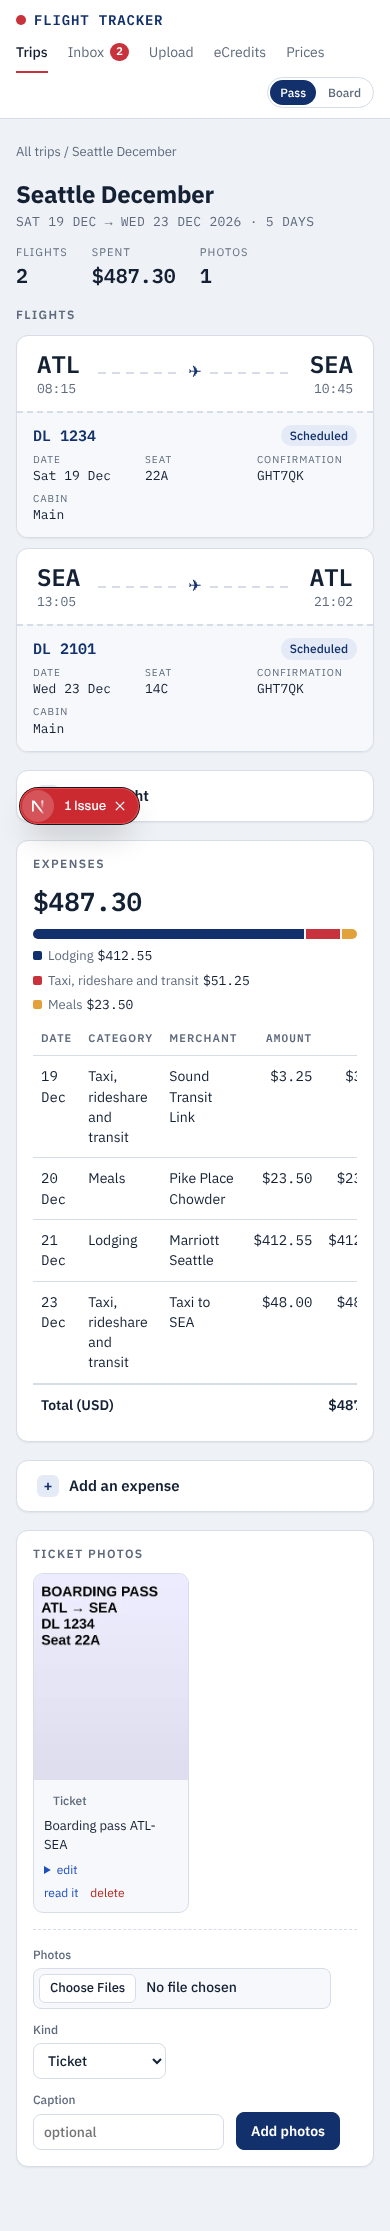 FLIGHT TRACKER
Trips Inbox 2 Upload eCredits Prices
Pass Board
All trips / Seattle December
Seattle December
SAT 19 DEC → WED 23 DEC 2026 · 5 DAYS
FLIGHTS SPENT PHOTOS
2 $487.30 1
FLIGHTS
ATL SEA
08:15 10:45
DL 1234 Scheduled
DATE SEAT CONFIRMATION
Sat 19 Dec 22A GHT7QK
CABIN
Main
SEA ATL
13:05 21:02
DL 2101 Scheduled
DATE SEAT CONFIRMATION
Wed 23 Dec 14C GHT7QK
CABIN
Main
N 1 Issue × ht
EXPENSES
$487.30
Lodging $412.55
Taxi, rideshare and transit $51.25
Meals $23.50
DATE CATEGORY MERCHANT AMOUNT
19 Taxi, Sound $3.25 $3
Dec rideshare Transit
and Link
transit
20 Meals Pike Place $23.50 $23
Dec Chowder
21 Lodging Marriott $412.55 $412
Dec Seattle
23 Taxi, Taxi to $48.00 $48
Dec rideshare SEA
and
transit
Total (USD) $487
+ Add an expense
TICKET PHOTOS
BOARDING PASS
ATL → SEA
DL 1234
Seat 22A
Ticket
Boarding pass ATL-
SEA
edit
read it delete
Photos
Choose Files No file chosen
Kind
Ticket
Caption
optional Add photos